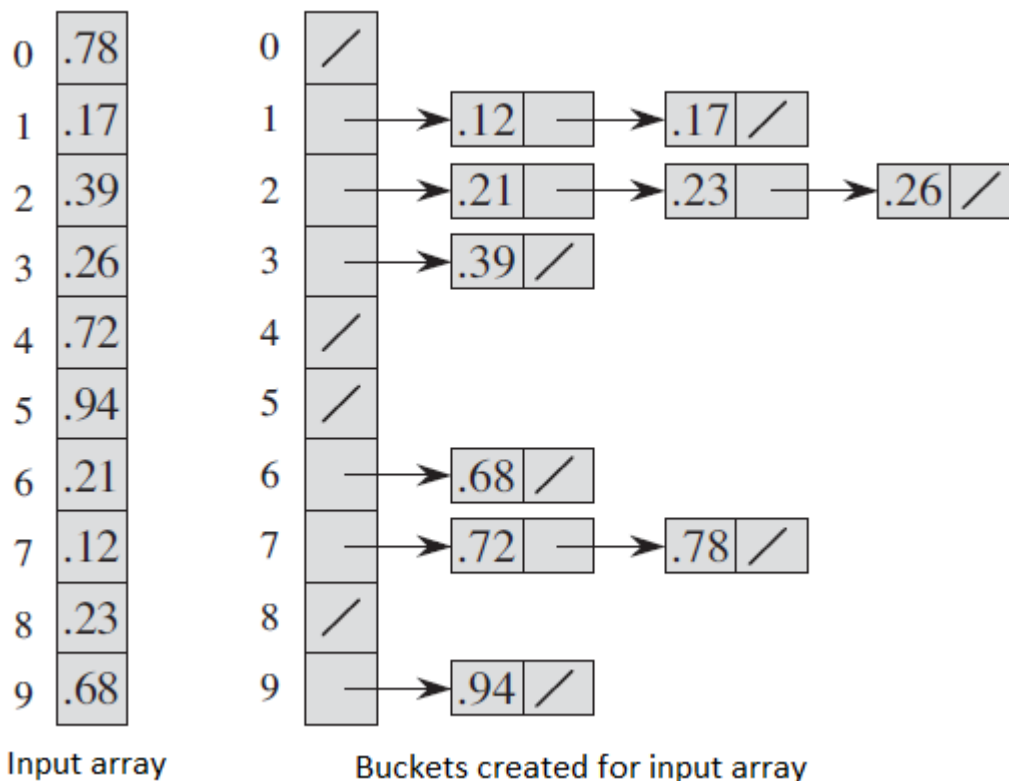 0 .78 0
1 .17 1 .12 .17
2 .39 2 .21 .23 .26
3 .26 3 .39
4 .72 4
5 .94 5
6 .21 6 .68
7 .12 7 .72 .78
8 .23 8
9 .68 9 .94
Input array Buckets created for input array